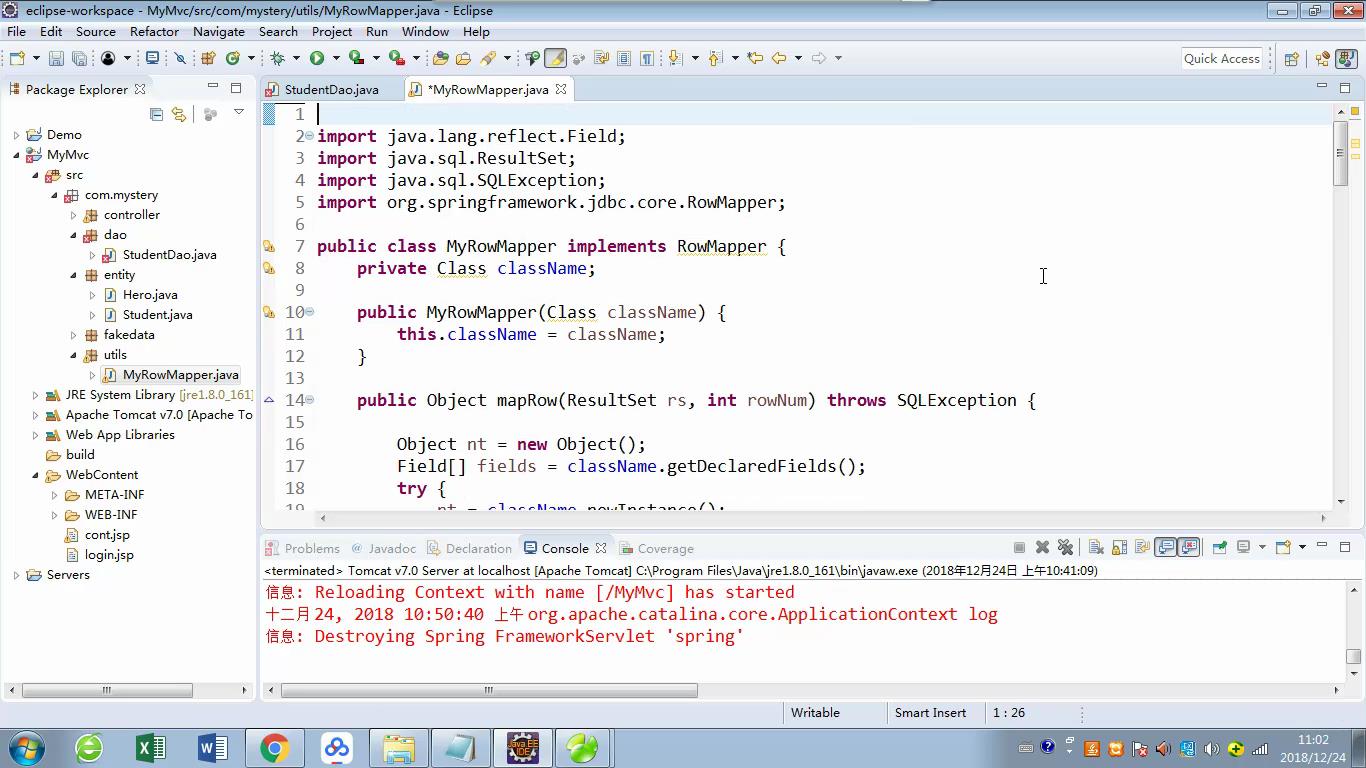 eclipse-workspace - MyMvc/src/com/mystery/utils/MyRowMapper.java - Eclipse
File Edit Source Refactor Navigate Search Project Run Window Help
Quick Access
Package Explorer
StudentDao.java
*MyRowMapper.java
Demo
MyMvc
src
com.mystery
controller
dao
StudentDao.java
entity
Hero.java
Student.java
fakedata
utils
MyRowMapper.java
JRE System Library [jre1.8.0_161]
Apache Tomcat v7.0 [Apache To
Web App Libraries
build
WebContent
META-INF
WEB-INF
cont.jsp
login.jsp
Servers
1
2 import java.lang.reflect.Field;
3 import java.sql.ResultSet;
4 import java.sql.SQLException;
5 import org.springframework.jdbc.core.RowMapper;
6
7 public class MyRowMapper implements RowMapper {
8 private Class className;
9
10 public MyRowMapper(Class className) {
11 this.className = className;
12 }
13
14 public Object mapRow(ResultSet rs, int rowNum) throws SQLException {
15
16 Object nt = new Object();
17 Field[] fields = className.getDeclaredFields();
18 try {
19 nt = className.newInstance();
Problems Javadoc Declaration Console Coverage
<terminated> Tomcat v7.0 Server at localhost [Apache Tomcat] C:\Program Files\Java\jre1.8.0_161\bin\javaw.exe (2018年12月24日 上午10:41:09)
信息: Reloading Context with name [/MyMvc] has started
十二月 24, 2018 10:50:40 上午 org.apache.catalina.core.ApplicationContext log
信息: Destroying Spring FrameworkServlet 'spring'
Writable Smart Insert 1 : 26
Java EE
IDE
11:02
2018/12/24